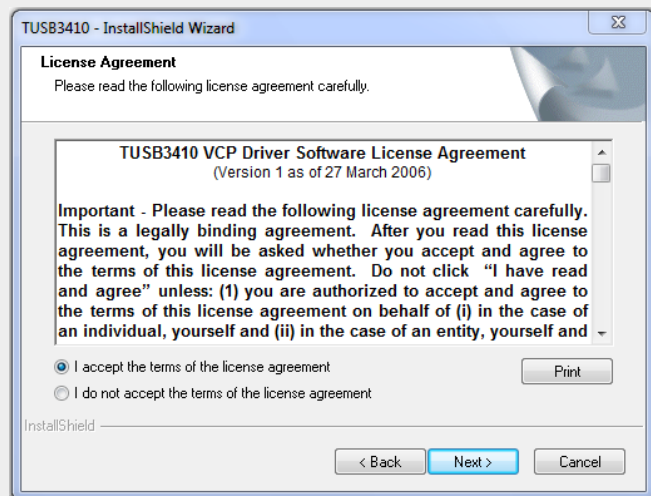 TUSB3410 - InstallShield Wizard
License Agreement
Please read the following license agreement carefully.
TUSB3410 VCP Driver Software License Agreement
(Version 1 as of 27 March 2006)
Important - Please read the following license agreement carefully.
This is a legally binding agreement.  After you read this license
agreement, you will be asked whether you accept and agree to
the terms of this license agreement.  Do not click  “I have read
and agree” unless: (1) you are authorized to accept and agree to
the terms of this license agreement on behalf of (i) in the case of
an individual, yourself and (ii) in the case of an entity, yourself and
I accept the terms of the license agreement
Print
I do not accept the terms of the license agreement
InstallShield
< Back
Next >
Cancel